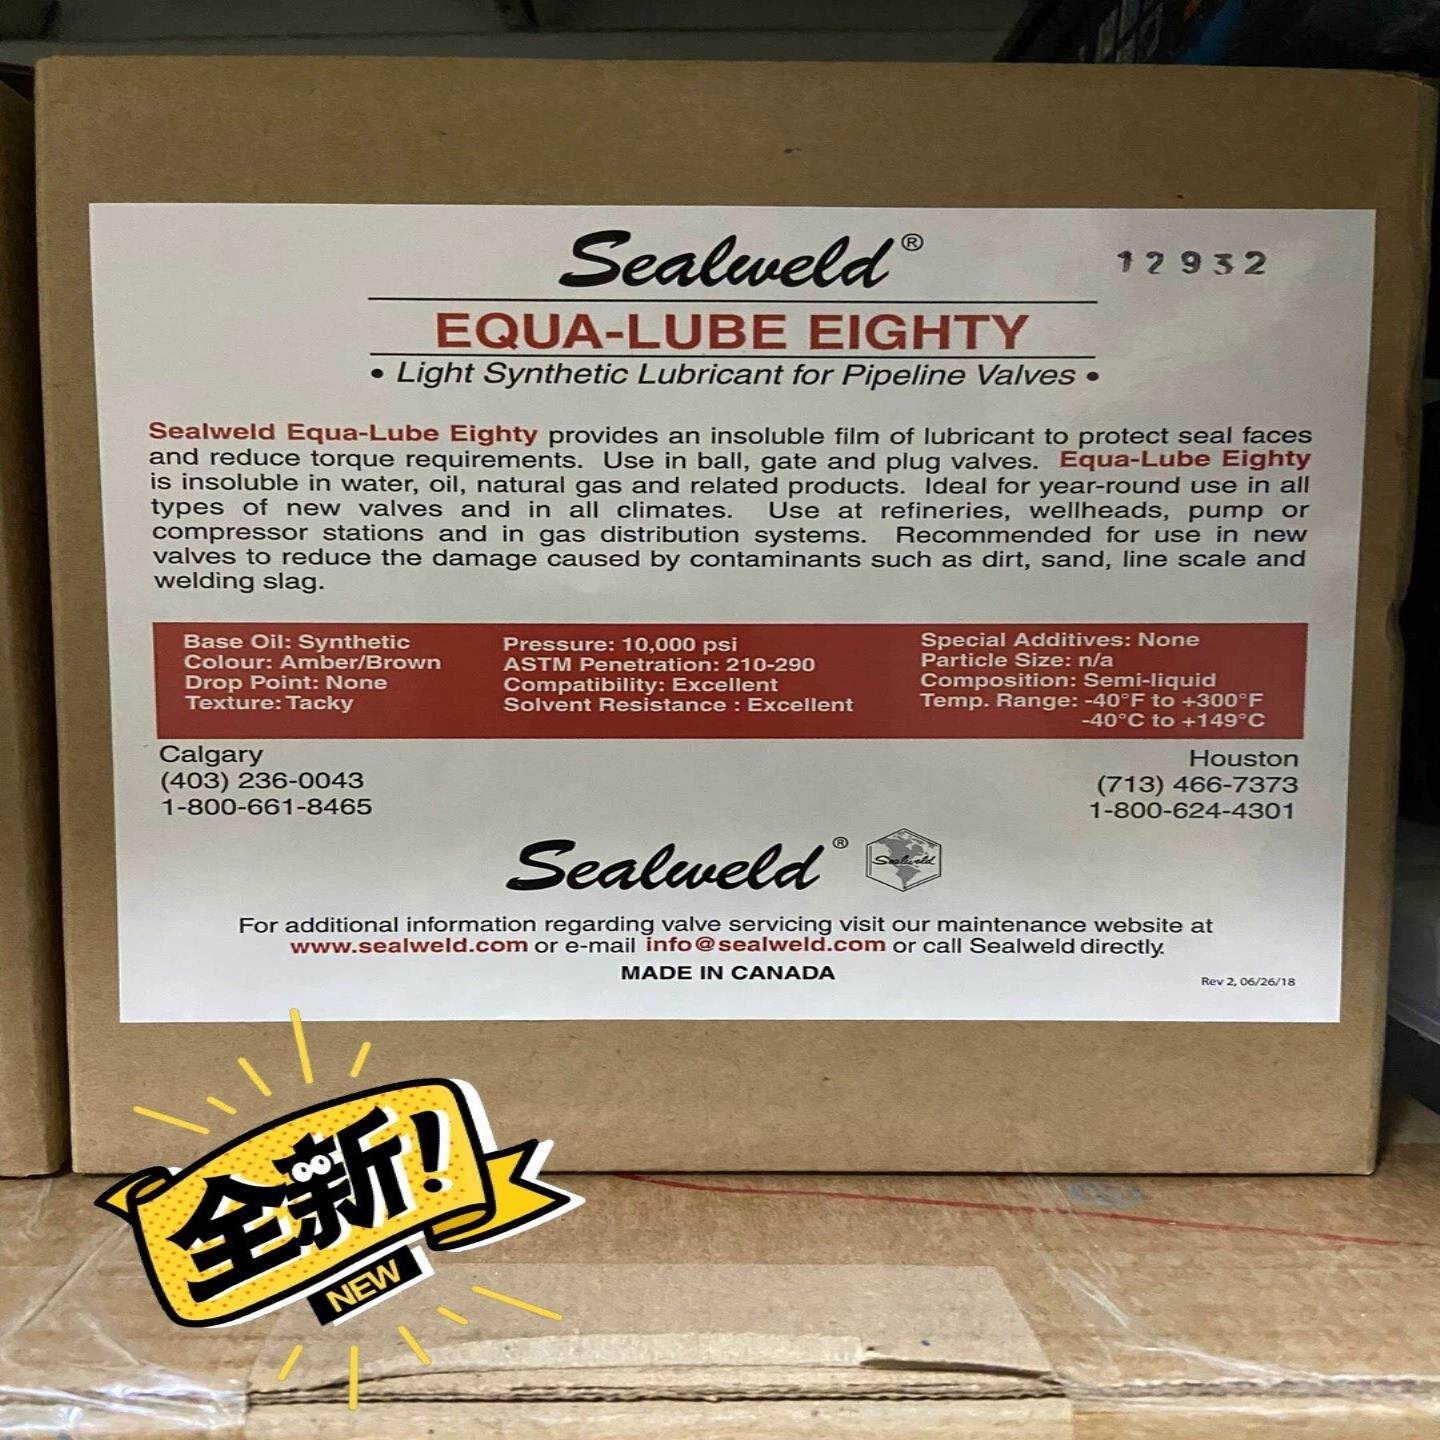 Sealweld®
12932
EQUA-LUBE EIGHTY
• Light Synthetic Lubricant for Pipeline Valves •
Sealweld Equa-Lube Eighty provides an insoluble film of lubricant to protect seal faces
and reduce torque requirements. Use in ball, gate and plug valves. Equa-Lube Eighty
is insoluble in water, oil, natural gas and related products. Ideal for year-round use in all
types of new valves and in all climates. Use at refineries, wellheads, pump or
compressor stations and in gas distribution systems. Recommended for use in new
valves to reduce the damage caused by contaminants such as dirt, sand, line scale and
welding slag.
Base Oil: Synthetic
Colour: Amber/Brown
Drop Point: None
Texture: Tacky
Pressure: 10,000 psi
ASTM Penetration: 210-290
Compatibility: Excellent
Solvent Resistance : Excellent
Special Additives: None
Particle Size: n/a
Composition: Semi-liquid
Temp. Range: -40°F to +300°F
-40°C to +149°C
Calgary
(403) 236-0043
1-800-661-8465
Houston
(713) 466-7373
1-800-624-4301
Sealweld®
Sealweld
For additional information regarding valve servicing visit our maintenance website at
www.sealweld.com or e-mail info@sealweld.com or call Sealweld directly.
MADE IN CANADA
Rev 2, 06/26/18
全新!
NEW